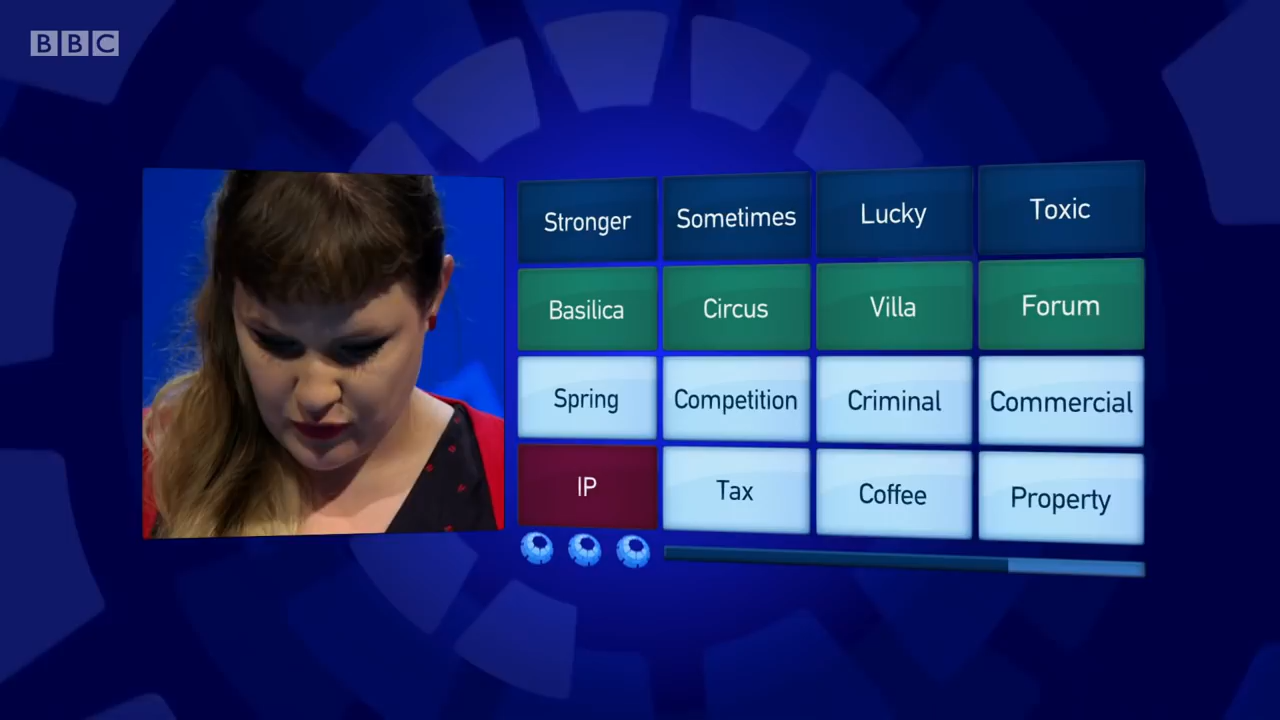 BBC
Stronger
Sometimes
Lucky
Toxic
Basilica
Circus
Villa
Forum
Spring
Competition
Criminal
Commercial
IP
Tax
Coffee
Property